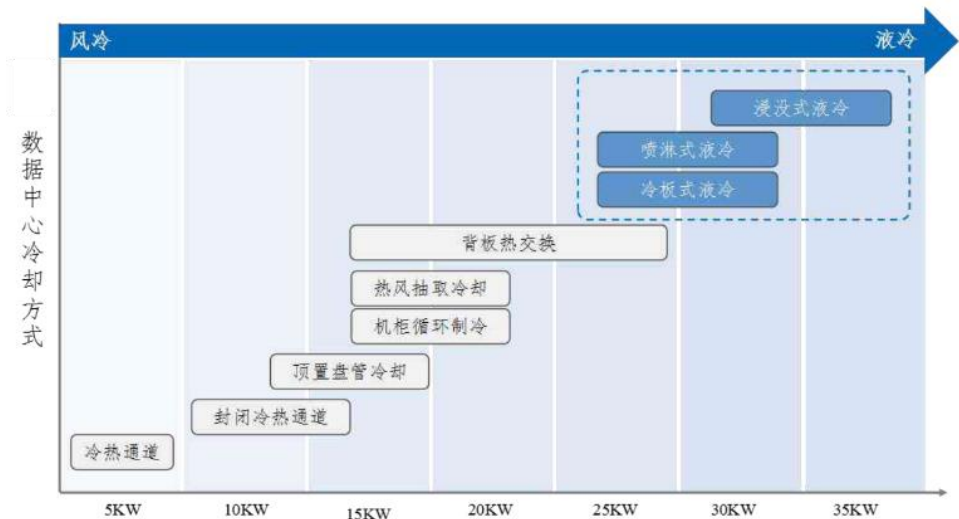 风冷
液冷
数据中心冷却方式
浸没式液冷
喷淋式液冷
冷板式液冷
背板热交换
热风抽取冷却
机柜循环制冷
顶置盘管冷却
封闭冷热通道
冷热通道
5KW
10KW
15KW
20KW
25KW
30KW
35KW